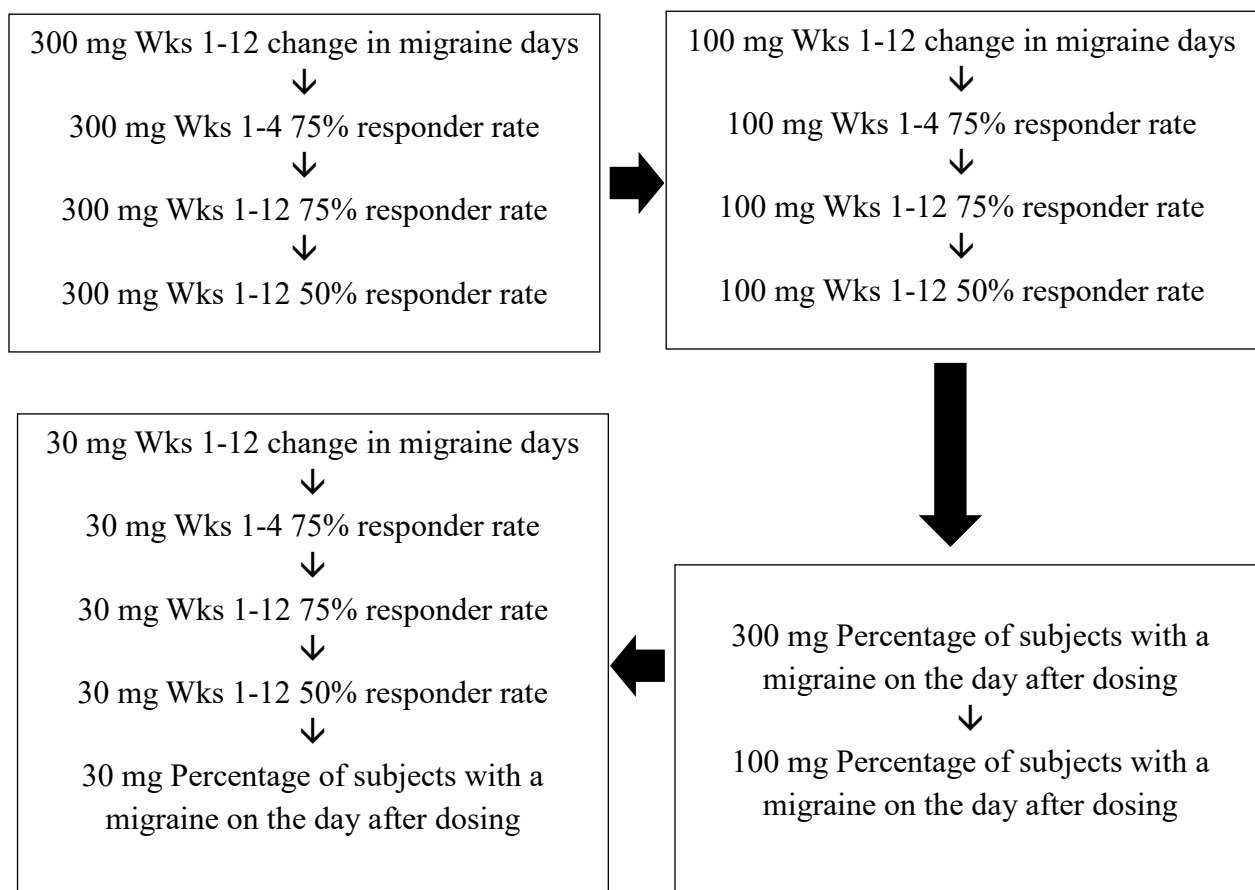 300 mg Wks 1-12 change in migraine days
↓
300 mg Wks 1-4 75% responder rate
↓
300 mg Wks 1-12 75% responder rate
↓
300 mg Wks 1-12 50% responder rate
100 mg Wks 1-12 change in migraine days
↓
100 mg Wks 1-4 75% responder rate
↓
100 mg Wks 1-12 75% responder rate
↓
100 mg Wks 1-12 50% responder rate
300 mg Percentage of subjects with a
migraine on the day after dosing
↓
100 mg Percentage of subjects with a
migraine on the day after dosing
30 mg Wks 1-12 change in migraine days
↓
30 mg Wks 1-4 75% responder rate
↓
30 mg Wks 1-12 75% responder rate
↓
30 mg Wks 1-12 50% responder rate
↓
30 mg Percentage of subjects with a
migraine on the day after dosing